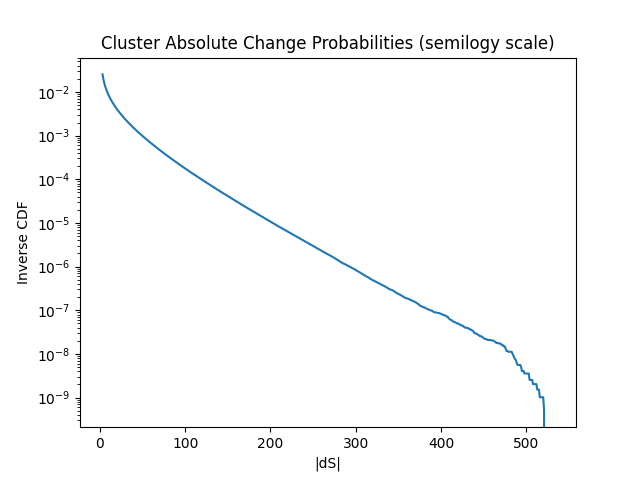 Cluster Absolute Change Probabilities (semilogy scale)
Inverse CDF
10⁻²
10⁻³
10⁻⁴
10⁻⁵
10⁻⁶
10⁻⁷
10⁻⁸
10⁻⁹
0 100 200 300 400 500
|dS|